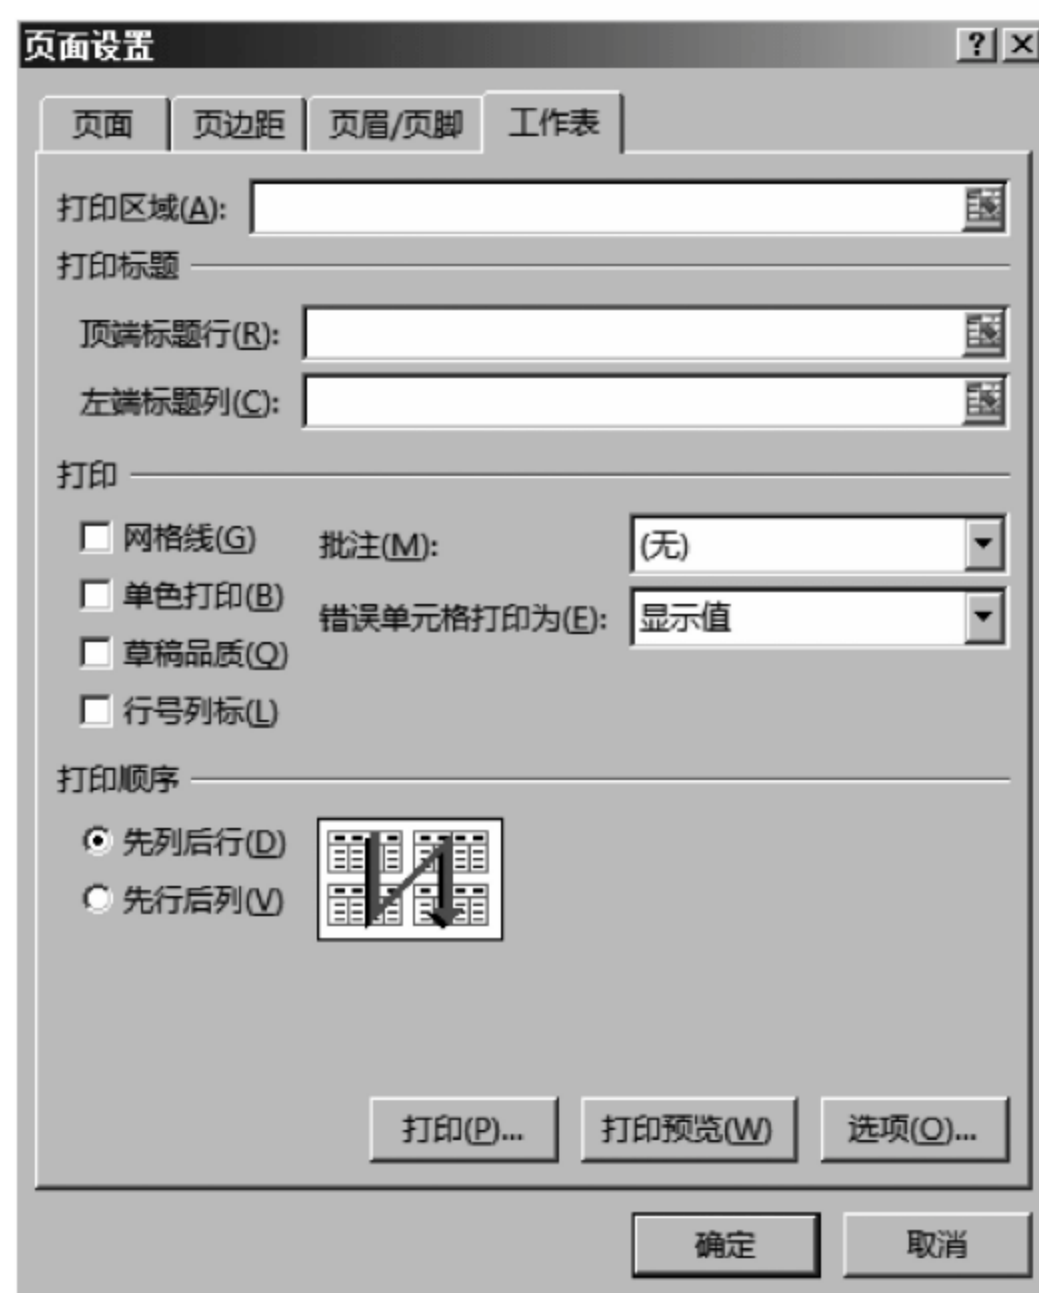 页面设置
页面 页边距 页眉/页脚 工作表
打印区域(A):
打印标题
顶端标题行(R):
左端标题列(C):
打印
网格线(G) 批注(M): (无)
单色打印(B) 错误单元格打印为(E): 显示值
草稿品质(Q)
行号列标(L)
打印顺序
先列后行(D)
先行后列(V)
打印(P)... 打印预览(W) 选项(O)...
确定 取消